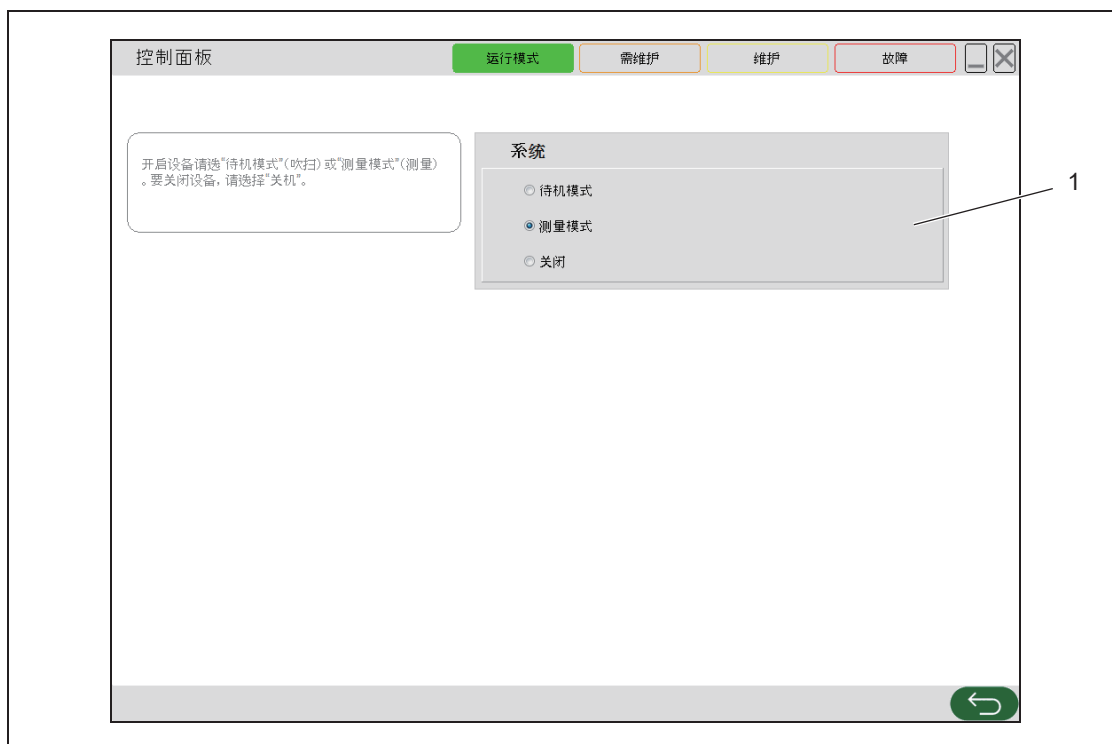 控制面板
运行模式
需维护
维护
故障
开启设备请选"待机模式"(吹扫)或"测量模式"(测量)
。要关闭设备,请选择"关机"。
系统
待机模式
测量模式
关闭
1